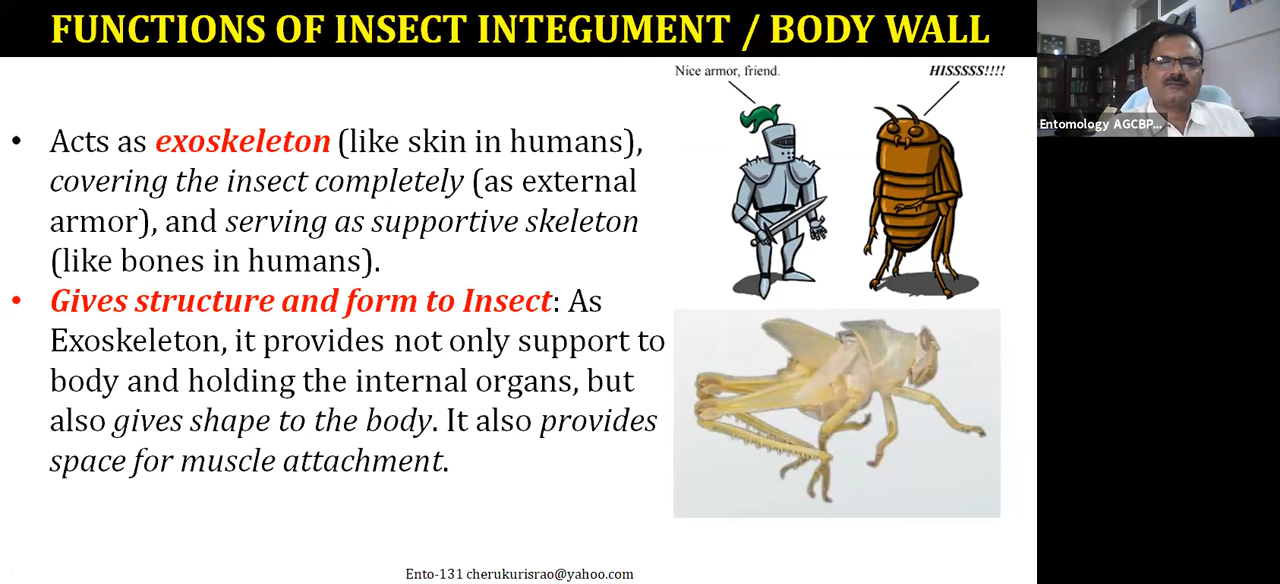 FUNCTIONS OF INSECT INTEGUMENT / BODY WALL
Nice armor, friend.
HISSSSS!!!!
Entomology AGCBP...
• Acts as exoskeleton (like skin in humans),
covering the insect completely (as external
armor), and serving as supportive skeleton
(like bones in humans).
• Gives structure and form to Insect: As
Exoskeleton, it provides not only support to
body and holding the internal organs, but
also gives shape to the body. It also provides
space for muscle attachment.
Ento-131 cherukurisrao@yahoo.com